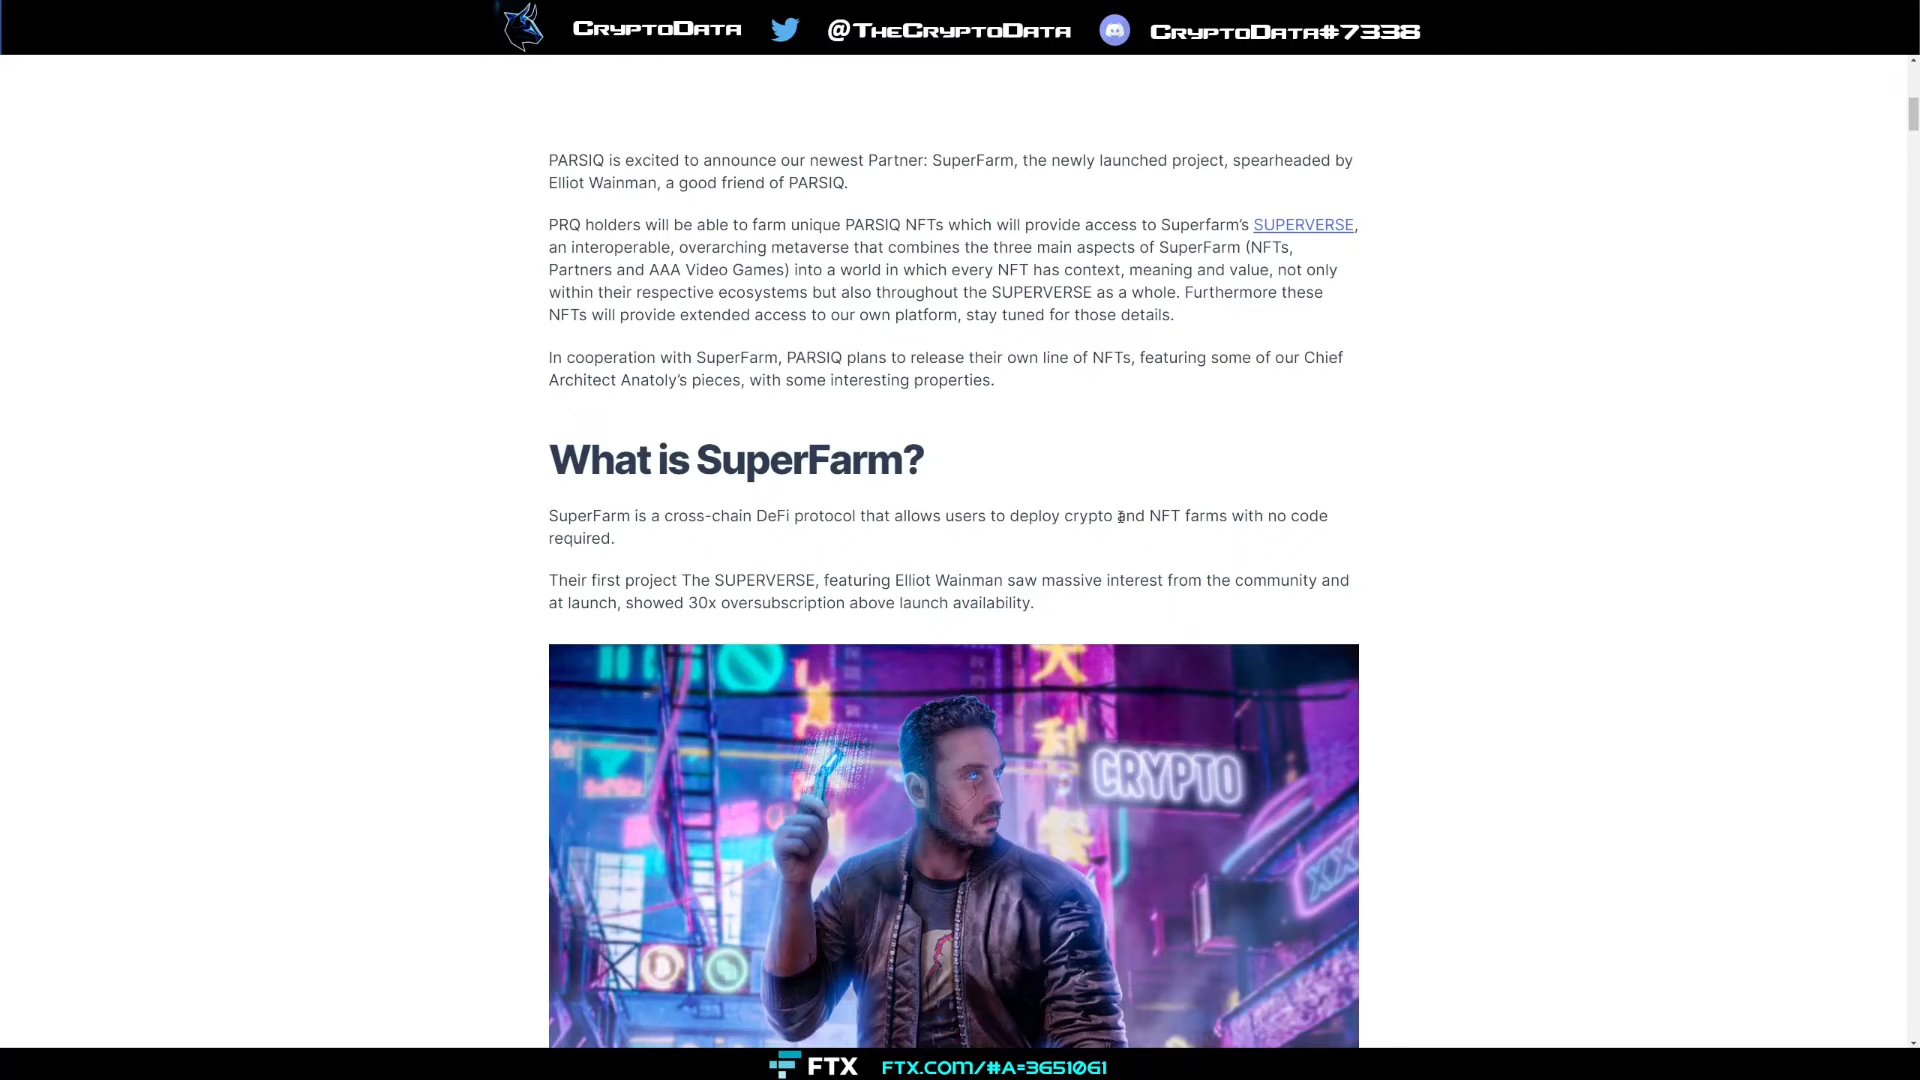 CryptoData
@TheCryptoData
CryptoData#7338
PARSIQ is excited to announce our newest Partner: SuperFarm, the newly launched project, spearheaded by
Elliot Wainman, a good friend of PARSIQ.
PRQ holders will be able to farm unique PARSIQ NFTs which will provide access to Superfarm's SUPERVERSE,
an interoperable, overarching metaverse that combines the three main aspects of SuperFarm (NFTs,
Partners and AAA Video Games) into a world in which every NFT has context, meaning and value, not only
within their respective ecosystems but also throughout the SUPERVERSE as a whole. Furthermore these
NFTs will provide extended access to our own platform, stay tuned for those details.
In cooperation with SuperFarm, PARSIQ plans to release their own line of NFTs, featuring some of our Chief
Architect Anatoly's pieces, with some interesting properties.
What is SuperFarm?
SuperFarm is a cross-chain DeFi protocol that allows users to deploy crypto and NFT farms with no code
required.
Their first project The SUPERVERSE, featuring Elliot Wainman saw massive interest from the community and
at launch, showed 30x oversubscription above launch availability.
CRYPTO
XX
FTX
FTX.com/#a=3651061